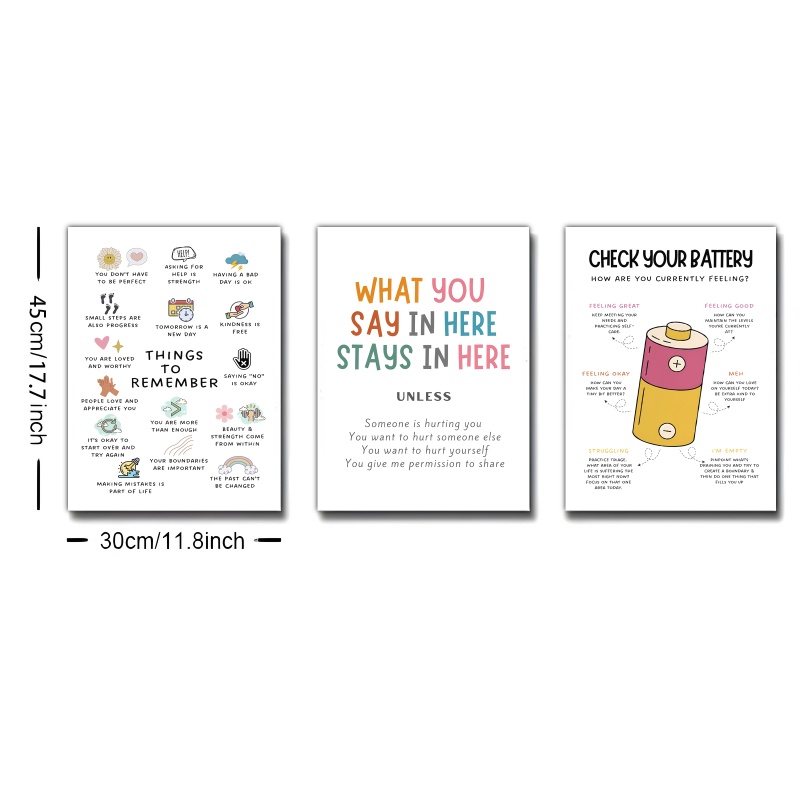 45cm/17.7inch
30cm/11.8inch
YOU DON'T HAVE
TO BE PERFECT
HELP!
ASKING FOR
HELP IS
STRENGTH
HAVING A BAD
DAY IS OK
SMALL STEPS ARE
ALSO PROGRESS
TOMORROW IS A
NEW DAY
KINDNESS IS
FREE
YOU ARE LOVED
AND WORTHY
THINGS
TO
REMEMBER
SAYING "NO"
IS OKAY
PEOPLE LOVE AND
APPRECIATE YOU
YOU ARE MORE
THAN ENOUGH
BEAUTY &
STRENGTH COME
FROM WITHIN
IT'S OKAY TO
START OVER AND
TRY AGAIN
YOUR BOUNDARIES
ARE IMPORTANT
MAKING MISTAKES IS
PART OF LIFE
THE PAST CAN'T
BE CHANGED
WHAT YOU
SAY IN HERE
STAYS IN HERE
UNLESS
Someone is hurting you
You want to hurt someone else
You want to hurt yourself
You give me permission to share
CHECK YOUR BATTERY
HOW ARE YOU CURRENTLY FEELING?
FEELING GREAT
KEEP MEETING YOUR
NEEDS AND
PRACTICING SELF-
CARE.
FEELING GOOD
HOW CAN YOU
MAINTAIN THE LEVELS
YOU'RE CURRENTLY
AT?
FEELING OKAY
HOW CAN YOU
MAKE YOUR DAY A
TINY BIT BETTER?
MEH
HOW CAN YOU LOVE
ON YOURSELF TODAY?
BE EXTRA KIND TO
YOURSELF
STRUGGLING
PRACTICE TRIAGE.
WHAT AREA OF YOUR
LIFE IS SUFFERING THE
MOST RIGHT NOW?
FOCUS ON THAT ONE
AREA TODAY.
I'M EMPTY
PINPOINT WHAT'S
DRAINING YOU AND TRY TO
CREATE A BOUNDARY &
THEN DO ONE THING THAT
FILLS YOU UP